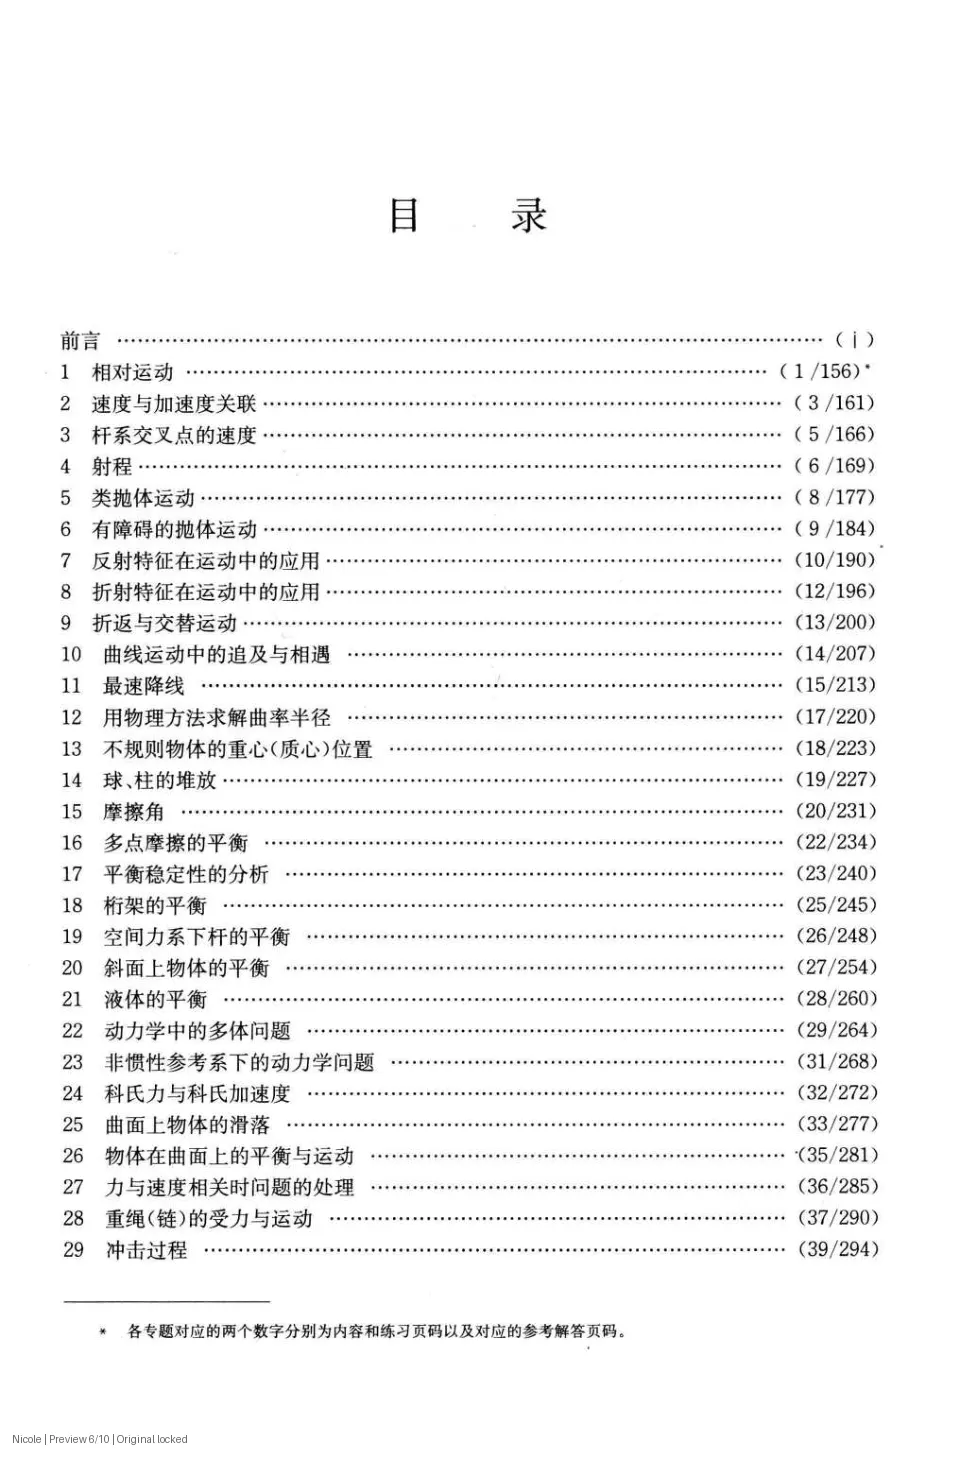 目 录
前言 ………………………………………………………………………… ( i )
1 相对运动 ………………………………………………………………… ( 1 /156)*
2 速度与加速度关联 ……………………………………………………… ( 3 /161)
3 杆系交叉点的速度 ……………………………………………………… ( 5 /166)
4 射程 ……………………………………………………………………… ( 6 /169)
5 类抛体运动 ……………………………………………………………… ( 8 /177)
6 有障碍的抛体运动 ……………………………………………………… ( 9 /184)
7 反射特征在运动中的应用 ……………………………………………… (10/190)
8 折射特征在运动中的应用 ……………………………………………… (12/196)
9 折返与交替运动 ………………………………………………………… (13/200)
10 曲线运动中的追及与相遇 ……………………………………………… (14/207)
11 最速降线 ………………………………………………………………… (15/213)
12 用物理方法求解曲率半径 ……………………………………………… (17/220)
13 不规则物体的重心(质心)位置 ………………………………………… (18/223)
14 球、柱的堆放 …………………………………………………………… (19/227)
15 摩擦角 …………………………………………………………………… (20/231)
16 多点摩擦的平衡 ………………………………………………………… (22/234)
17 平衡稳定性的分析 ……………………………………………………… (23/240)
18 桁架的平衡 ……………………………………………………………… (25/245)
19 空间力系下杆的平衡 …………………………………………………… (26/248)
20 斜面上物体的平衡 ……………………………………………………… (27/254)
21 液体的平衡 ……………………………………………………………… (28/260)
22 动力学中的多体问题 …………………………………………………… (29/264)
23 非惯性参考系下的动力学问题 ………………………………………… (31/268)
24 科氏力与科氏加速度 …………………………………………………… (32/272)
25 曲面上物体的滑落 ……………………………………………………… (33/277)
26 物体在曲面上的平衡与运动 …………………………………………… (35/281)
27 力与速度相关时问题的处理 …………………………………………… (36/285)
28 重绳(链)的受力与运动 ………………………………………………… (37/290)
29 冲击过程 ………………………………………………………………… (39/294)
* 各专题对应的两个数字分别为内容和练习页码以及对应的参考解答页码。
Nicole | Preview 6/10 | Original locked